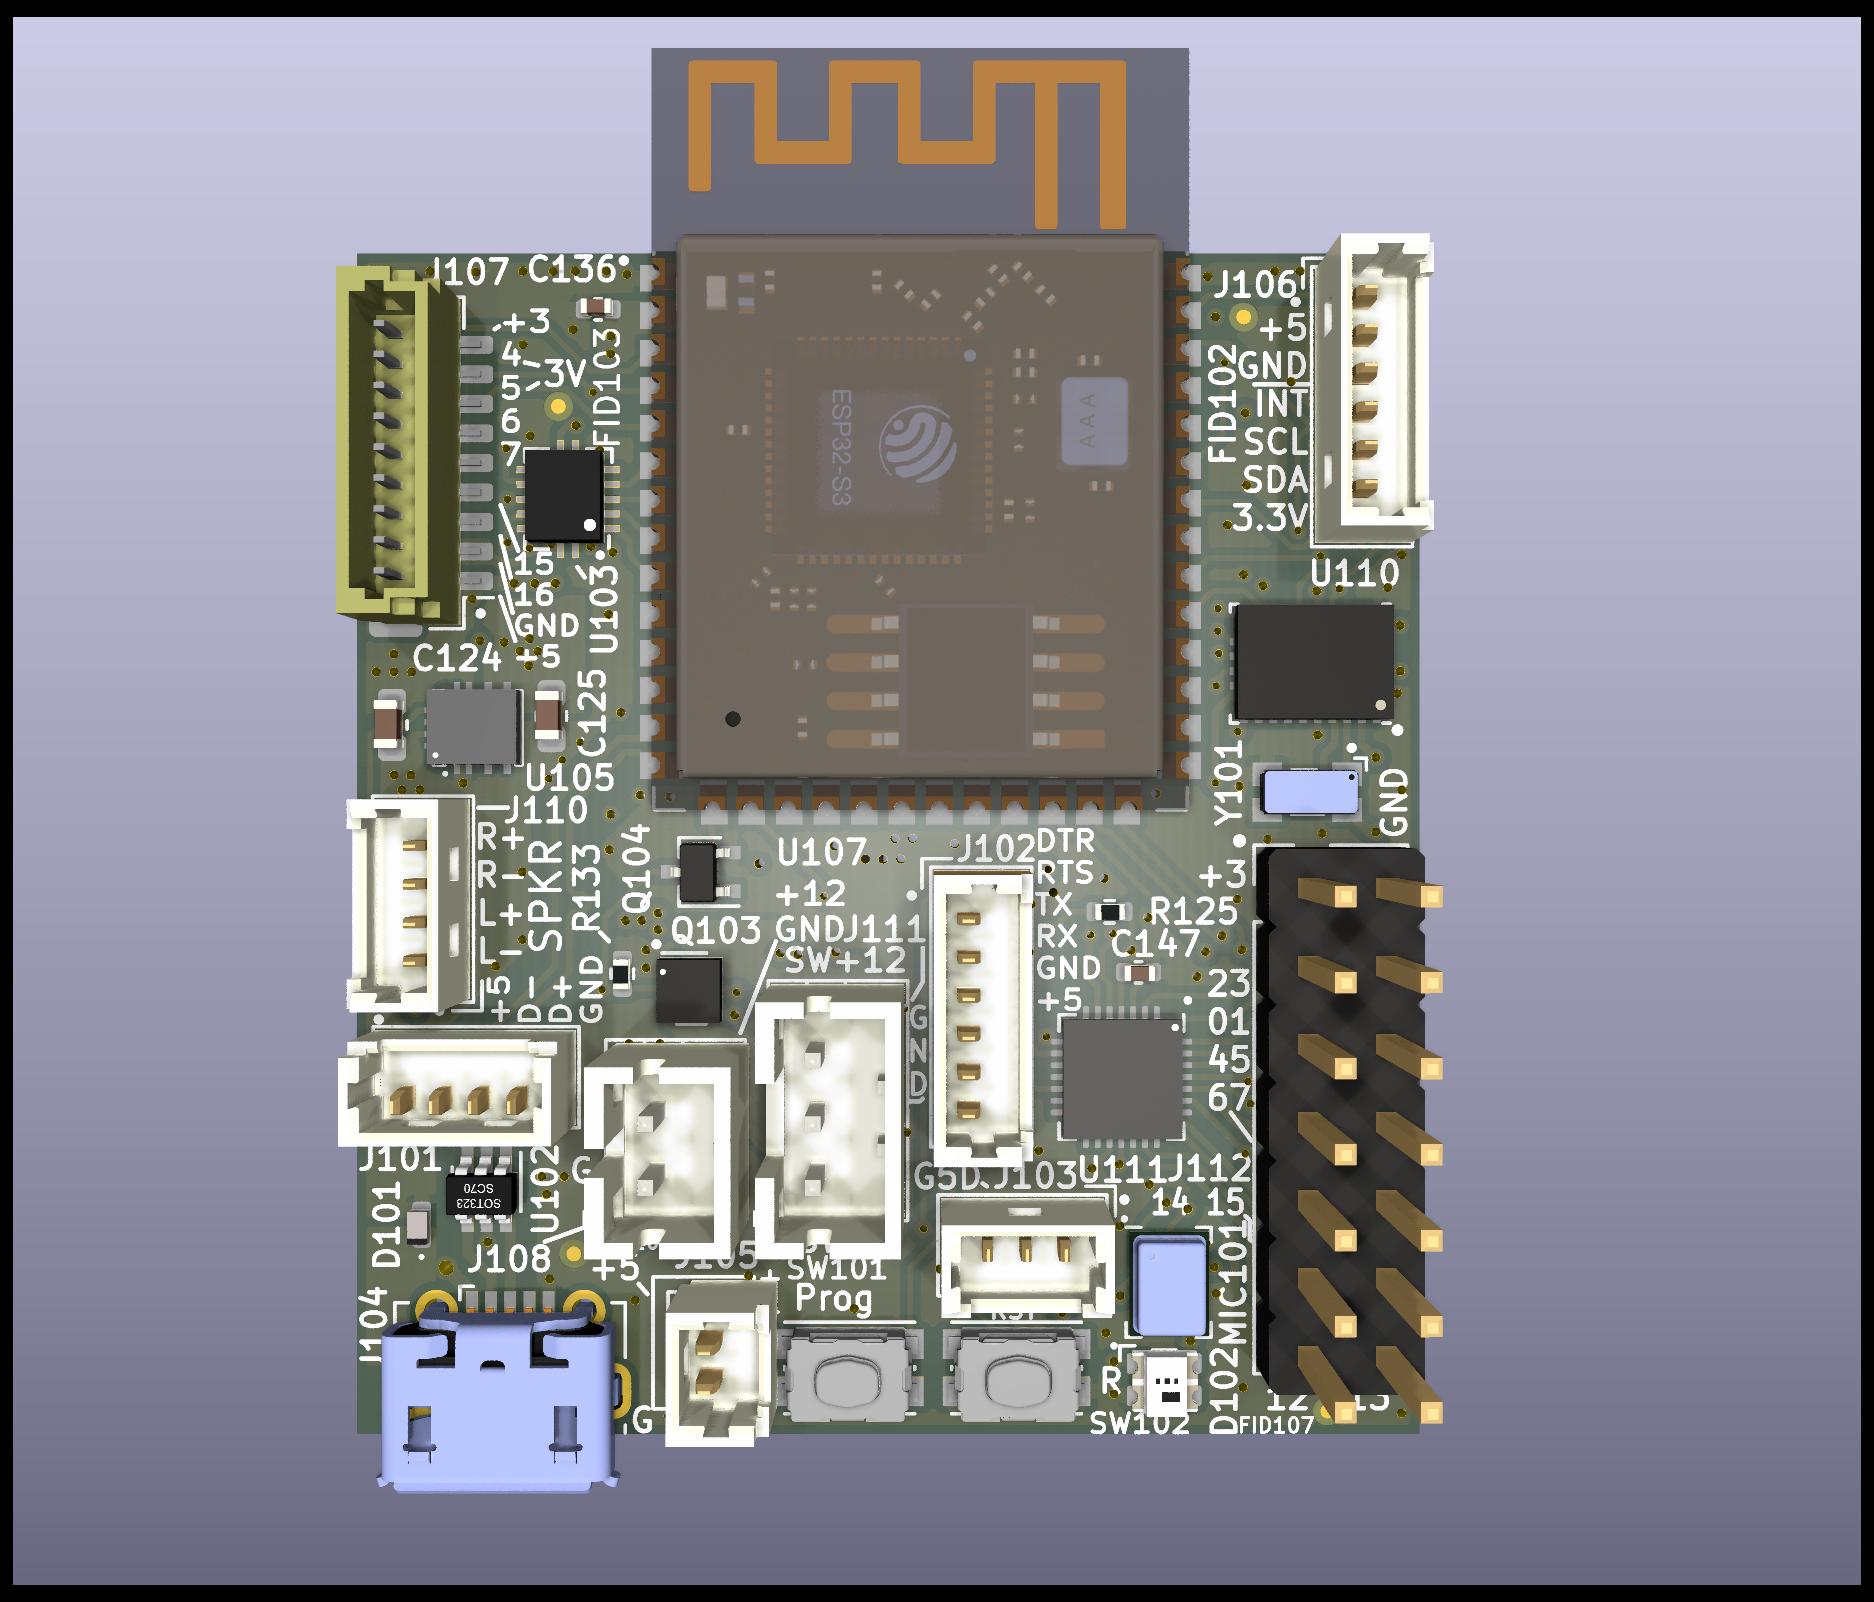 J107 C136
+3
4
3V
5
6
7
FID103
15
16
GND
+5
U103
C124
C125
U105
ESP32-S3
AAA
J106
+5
GND
INT
SCL
SDA
3.3V
FID102
U110
Y101
GND
J110
R+
R-
L+
L-
SPKR
R133
Q104
+5
D-
D+
GND
U107
+12
GND
J111
SW+12
Q103
GND
J102
DTR
RTS
TX
RX
GND
+5
R125
C147
+3
23
01
45
67
J101
U102
G
SOT323
SC70
D101
J108
+5
J105
J104
G
SW101
Prog
+
G5D
J103
U111
J112
14 15
MIC101
R
D102
SW102
12
FID107